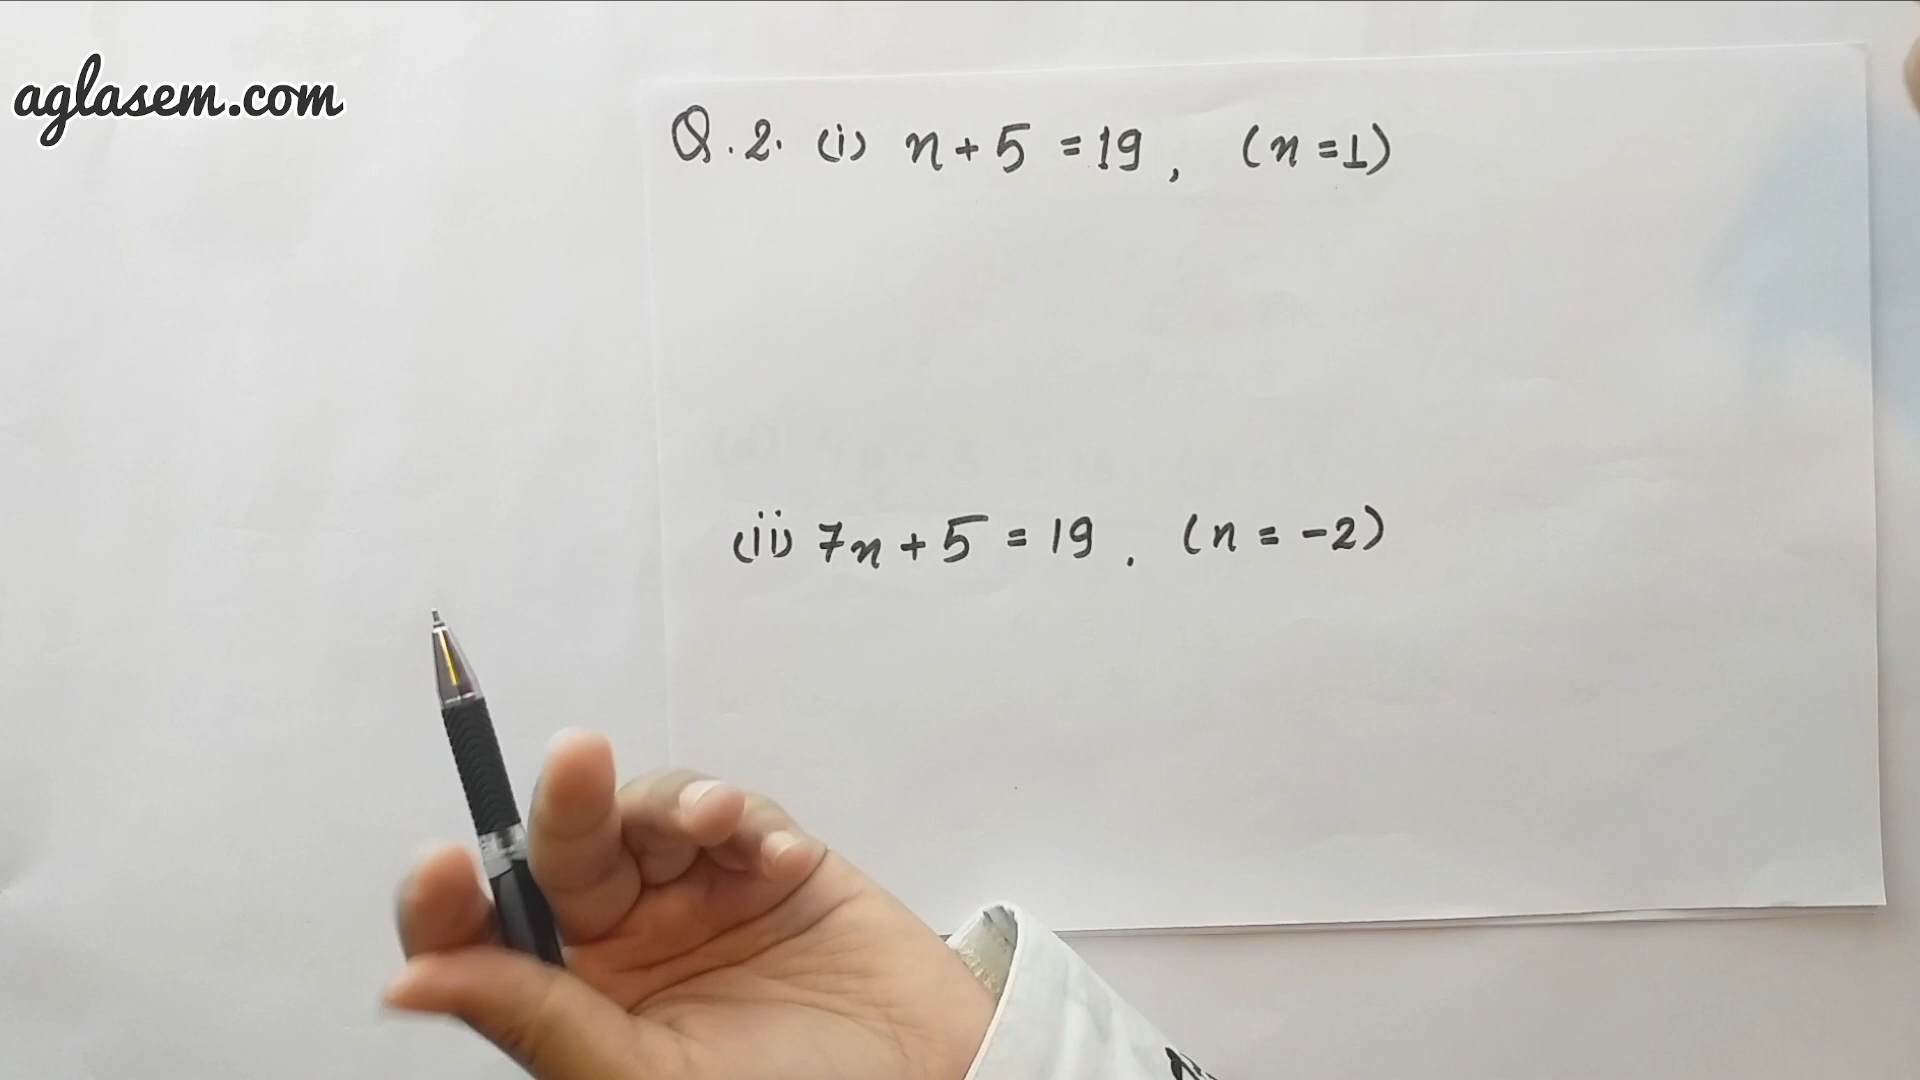 aglasem.com
Q.2. (i) n + 5 = 19, (n = 1)
(ii) 7n + 5 = 19. (n = -2)